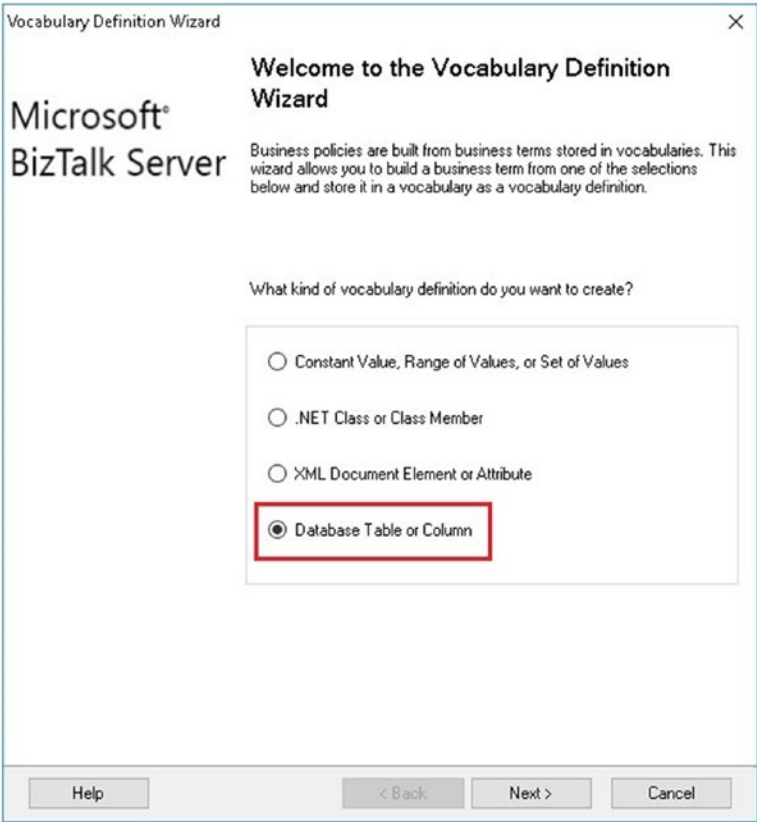 Vocabulary Definition Wizard
Welcome to the Vocabulary Definition
Wizard
Microsoft®
BizTalk Server
Business policies are built from business terms stored in vocabularies. This
wizard allows you to build a business term from one of the selections
below and store it in a vocabulary as a vocabulary definition.
What kind of vocabulary definition do you want to create?
Constant Value, Range of Values, or Set of Values
.NET Class or Class Member
XML Document Element or Attribute
Database Table or Column
Help
< Back
Next >
Cancel